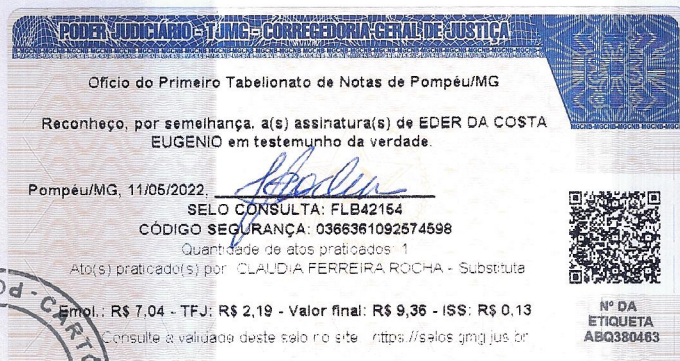 PODER JUDICIÁRIO - TJMG - CORREGEDORIA-GERAL DE JUSTIÇA
Ofício do Primeiro Tabelionato de Notas de Pompéu/MG
Reconheço, por semelhança, a(s) assinatura(s) de EDER DA COSTA
EUGENIO em testemunho da verdade.
Pompéu/MG, 11/05/2022,
SELO CONSULTA: FLB42154
CÓDIGO SEGURANÇA: 0366361092574598
Quantidade de atos praticados: 1
Ato(s) praticado(s) por: CLAUDIA FERREIRA ROCHA - Substituta
Emol.: R$ 7,04 - TFJ: R$ 2,19 - Valor final: R$ 9,36 - ISS: R$ 0,13
Consulte a validade deste selo no site https://selos.tjmg.jus.br
Nº DA
ETIQUETA
ABQ380463